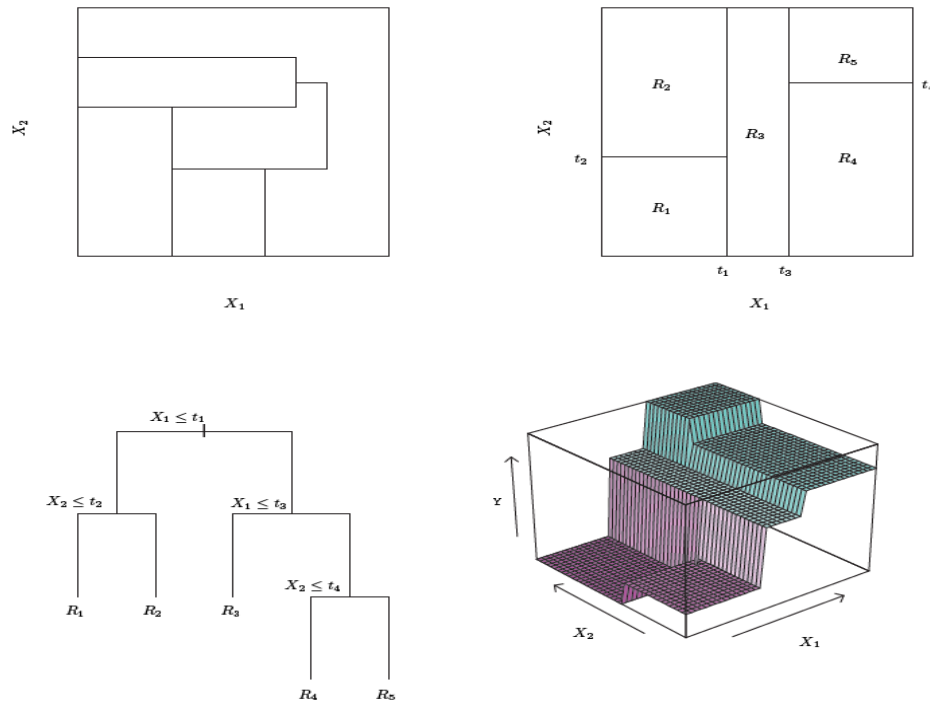 X₂
X₁
R₅
R₂
t₄
X₂
R₃
t₂
R₄
R₁
t₁
t₃
X₁
X₁ ≤ t₁
X₂ ≤ t₂
X₁ ≤ t₃
X₂ ≤ t₄
R₁
R₂
R₃
R₄
R₅
Y
X₂
X₁